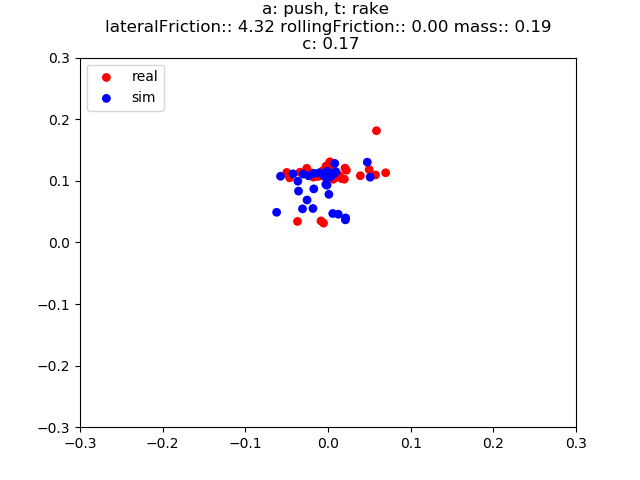 a: push, t: rake
lateralFriction:: 4.32 rollingFriction:: 0.00 mass:: 0.19
c: 0.17
real
sim
0.3
0.2
0.1
0.0
−0.1
−0.2
−0.3
−0.3 −0.2 −0.1 0.0 0.1 0.2 0.3